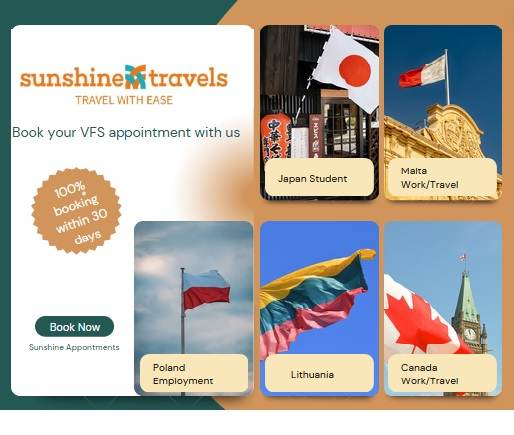 sunshine travels
TRAVEL WITH EASE
Book your VFS appointment with us
100%
booking
within 30
days
Book Now
Sunshine Appontments
Japan Student
Malta
Work/Travel
Poland
Employment
Lithuania
Canada
Work/Travel